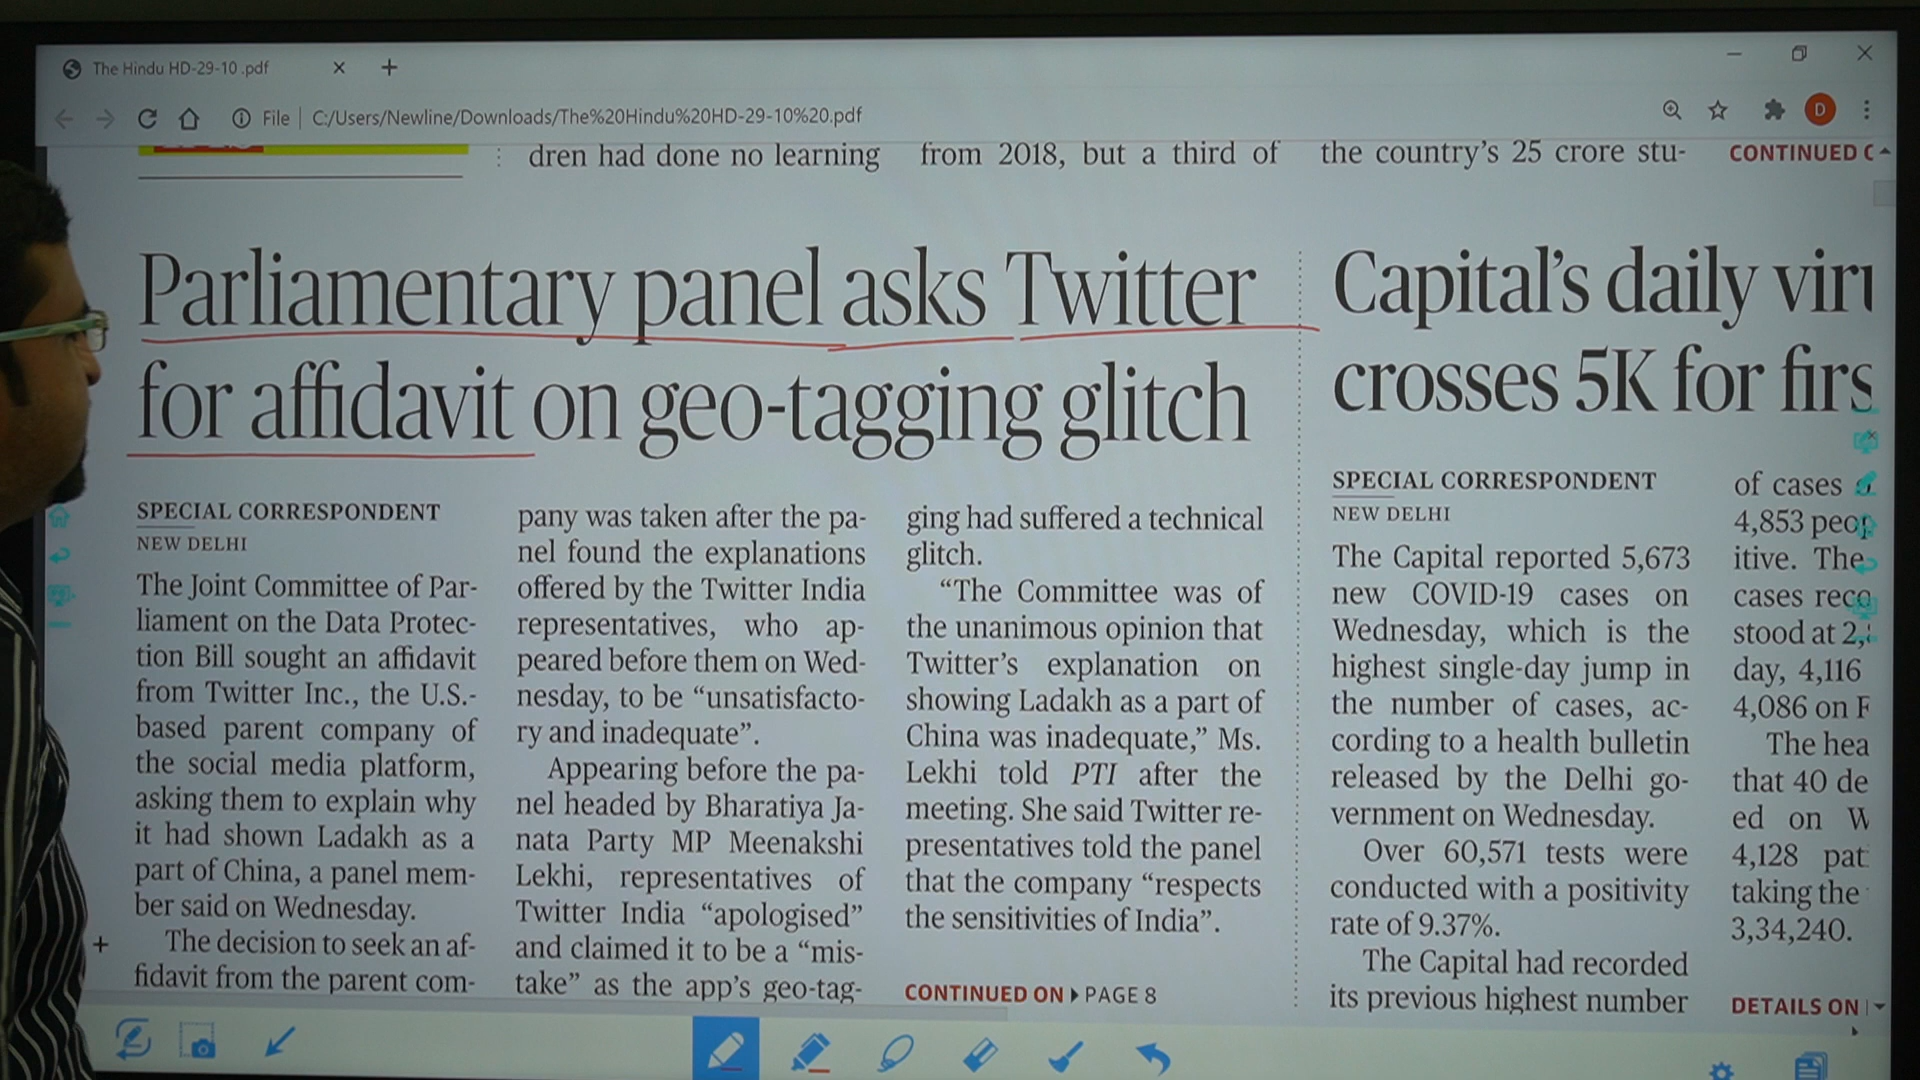 The Hindu HD-29-10 .pdf
File | C:/Users/Newline/Downloads/The%20Hindu%20HD-29-10%20.pdf
D
dren had done no learning
from 2018, but a third of
the country's 25 crore stu-
CONTINUED
Parliamentary panel asks Twitter
for affidavit on geo-tagging glitch
SPECIAL CORRESPONDENT
NEW DELHI
The Joint Committee of Par-
liament on the Data Protec-
tion Bill sought an affidavit
from Twitter Inc., the U.S.-
based parent company of
the social media platform,
asking them to explain why
it had shown Ladakh as a
part of China, a panel mem-
ber said on Wednesday.
The decision to seek an af-
fidavit from the parent com-
pany was taken after the pa-
nel found the explanations
offered by the Twitter India
representatives, who ap-
peared before them on Wed-
nesday, to be “unsatisfacto-
ry and inadequate”.
Appearing before the pa-
nel headed by Bharatiya Ja-
nata Party MP Meenakshi
Lekhi, representatives of
Twitter India “apologised”
and claimed it to be a “mis-
take” as the app's geo-tag-
ging had suffered a technical
glitch.
“The Committee was of
the unanimous opinion that
Twitter's explanation on
showing Ladakh as a part of
China was inadequate,” Ms.
Lekhi told PTI after the
meeting. She said Twitter re-
presentatives told the panel
that the company “respects
the sensitivities of India”.
CONTINUED ON PAGE 8
Capital's daily
crosses 5K for
SPECIAL CORRESPONDENT
NEW DELHI
The Capital reported 5,673
new COVID-19 cases on
Wednesday, which is the
highest single-day jump in
the number of cases, ac-
cording to a health bulletin
released by the Delhi go-
vernment on Wednesday.
Over 60,571 tests were
conducted with a positivity
rate of 9.37%.
The Capital had recorded
its previous highest number
of cases
4,853
itive. The
cases
stood at
day, 4,116
4,086 on
The
that 40
ed on
4,128
taking the
3,34,240.
DETAILS ON